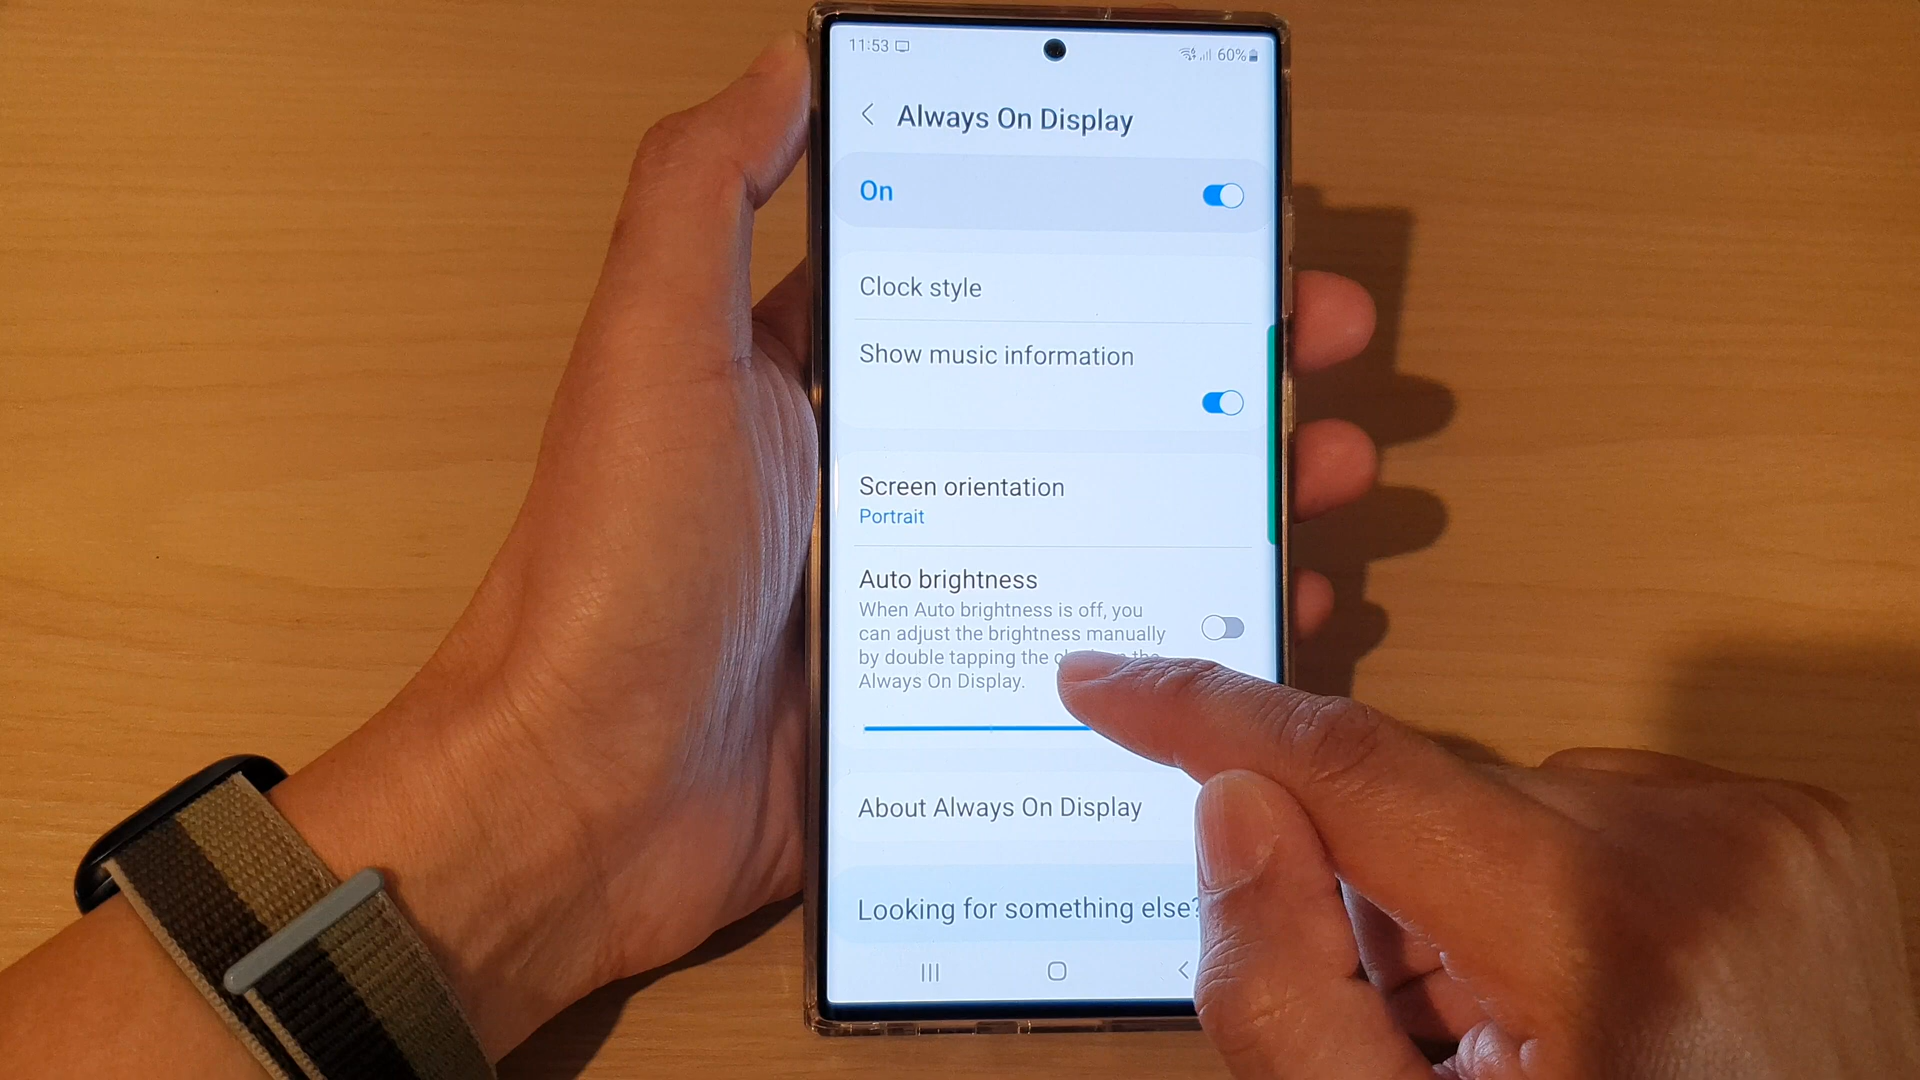 11:53
60%
Always On Display
On
Clock style
Show music information
Screen orientation
Portrait
Auto brightness
When Auto brightness is off, you
can adjust the brightness manually
by double tapping the the
Always On Display.
About Always On Display
Looking for something else?